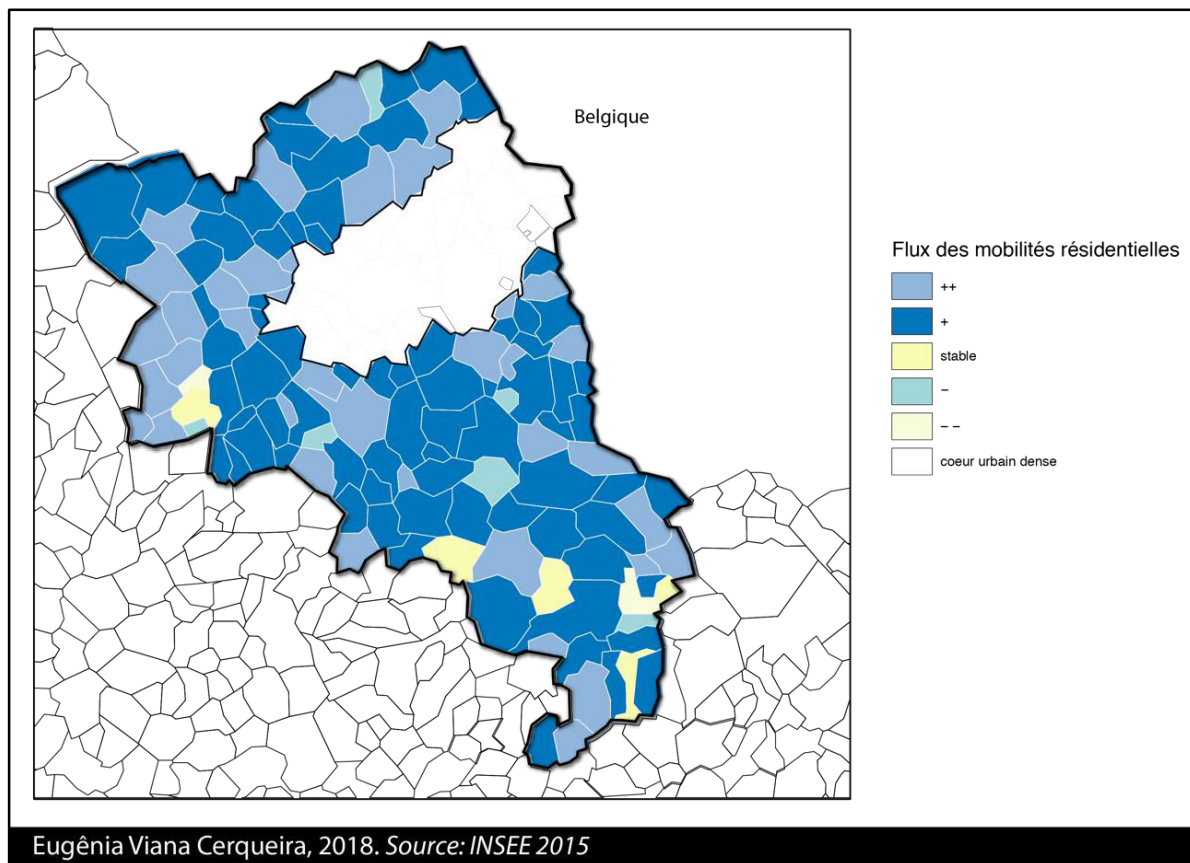 Belgique
Flux des mobilités résidentielles
++
+
stable
−
− −
coeur urbain dense
Eugênia Viana Cerqueira, 2018. Source: INSEE 2015